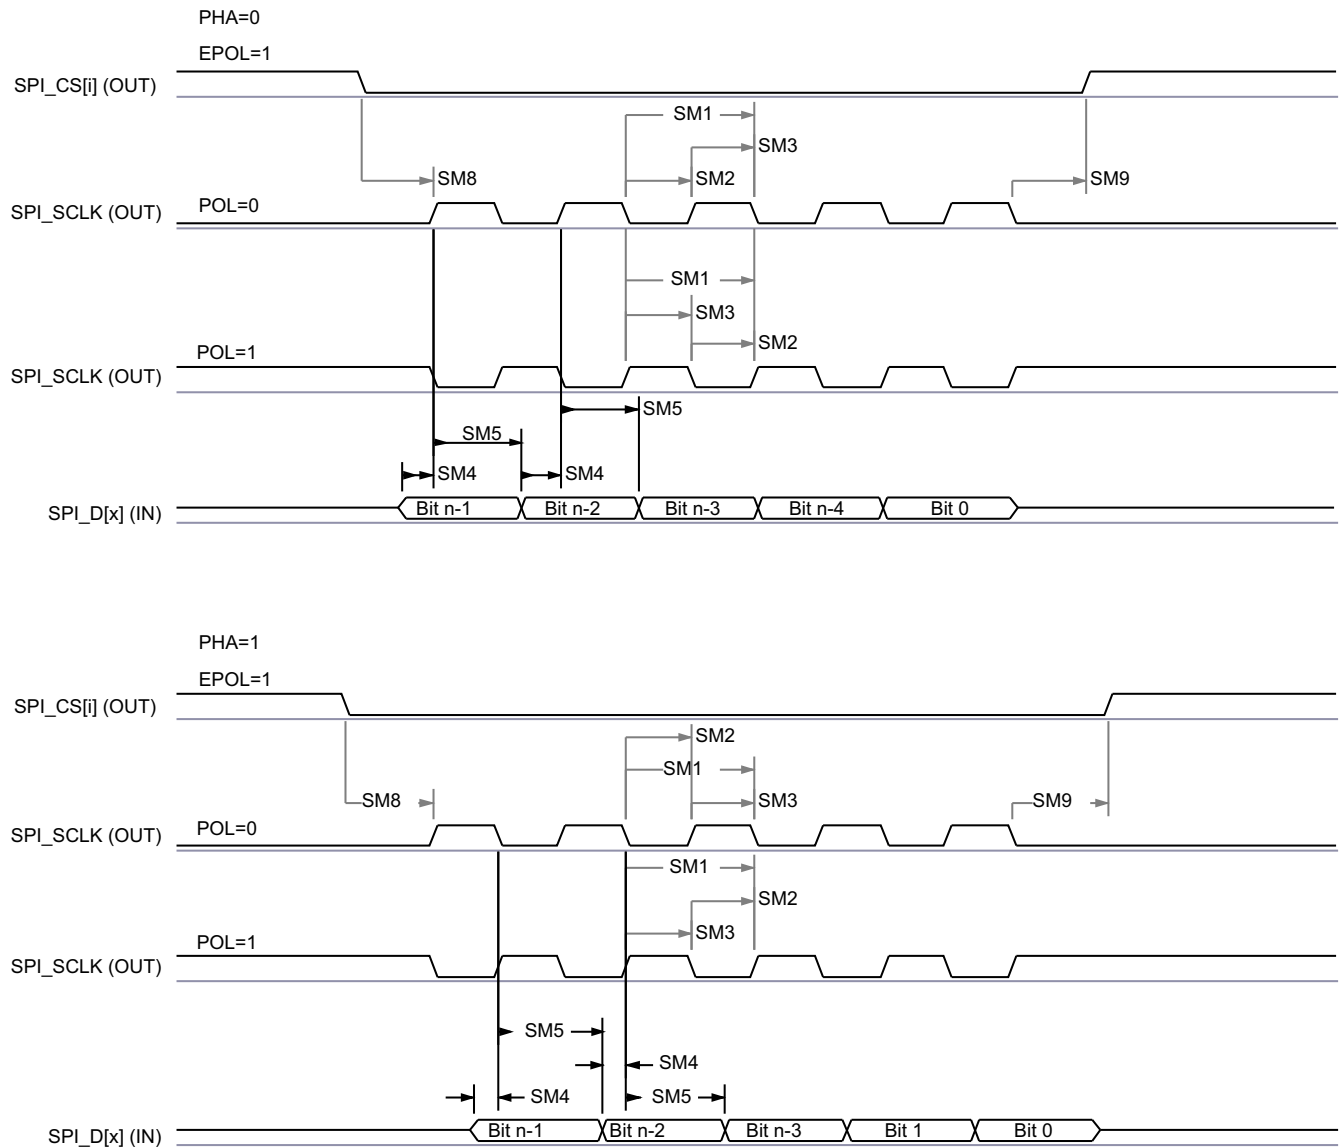 PHA=0
EPOL=1
SPI_CS[i] (OUT)
SM1
SM3
SM8
SM2
SM9
SPI_SCLK (OUT)
POL=0
SM1
SM3
SM2
POL=1
SPI_SCLK (OUT)
SM5
SM5
SM4
SM4
SPI_D[x] (IN)
Bit n-1
Bit n-2
Bit n-3
Bit n-4
Bit 0
PHA=1
EPOL=1
SPI_CS[i] (OUT)
SM2
SM1
SM8
SM3
SM9
SPI_SCLK (OUT)
POL=0
SM1
SM2
SM3
POL=1
SPI_SCLK (OUT)
SM5
SM4
SM4
SM5
SPI_D[x] (IN)
Bit n-1
Bit n-2
Bit n-3
Bit 1
Bit 0